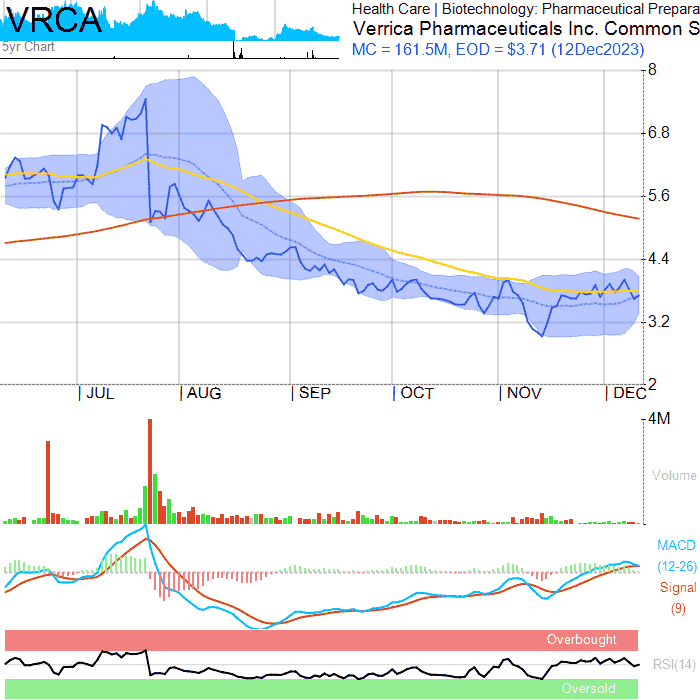 VRCA
5yr Chart
Health Care | Biotechnology: Pharmaceutical Prepara
Verrica Pharmaceuticals Inc. Common S
MC = 161.5M, EOD = $3.71 (12Dec2023)
8
6.8
5.6
4.4
3.2
2
| JUL | AUG | SEP | OCT | NOV | DEC
4M
Volume
MACD
(12-26)
Signal
(9)
Overbought
RSI(14)
Oversold